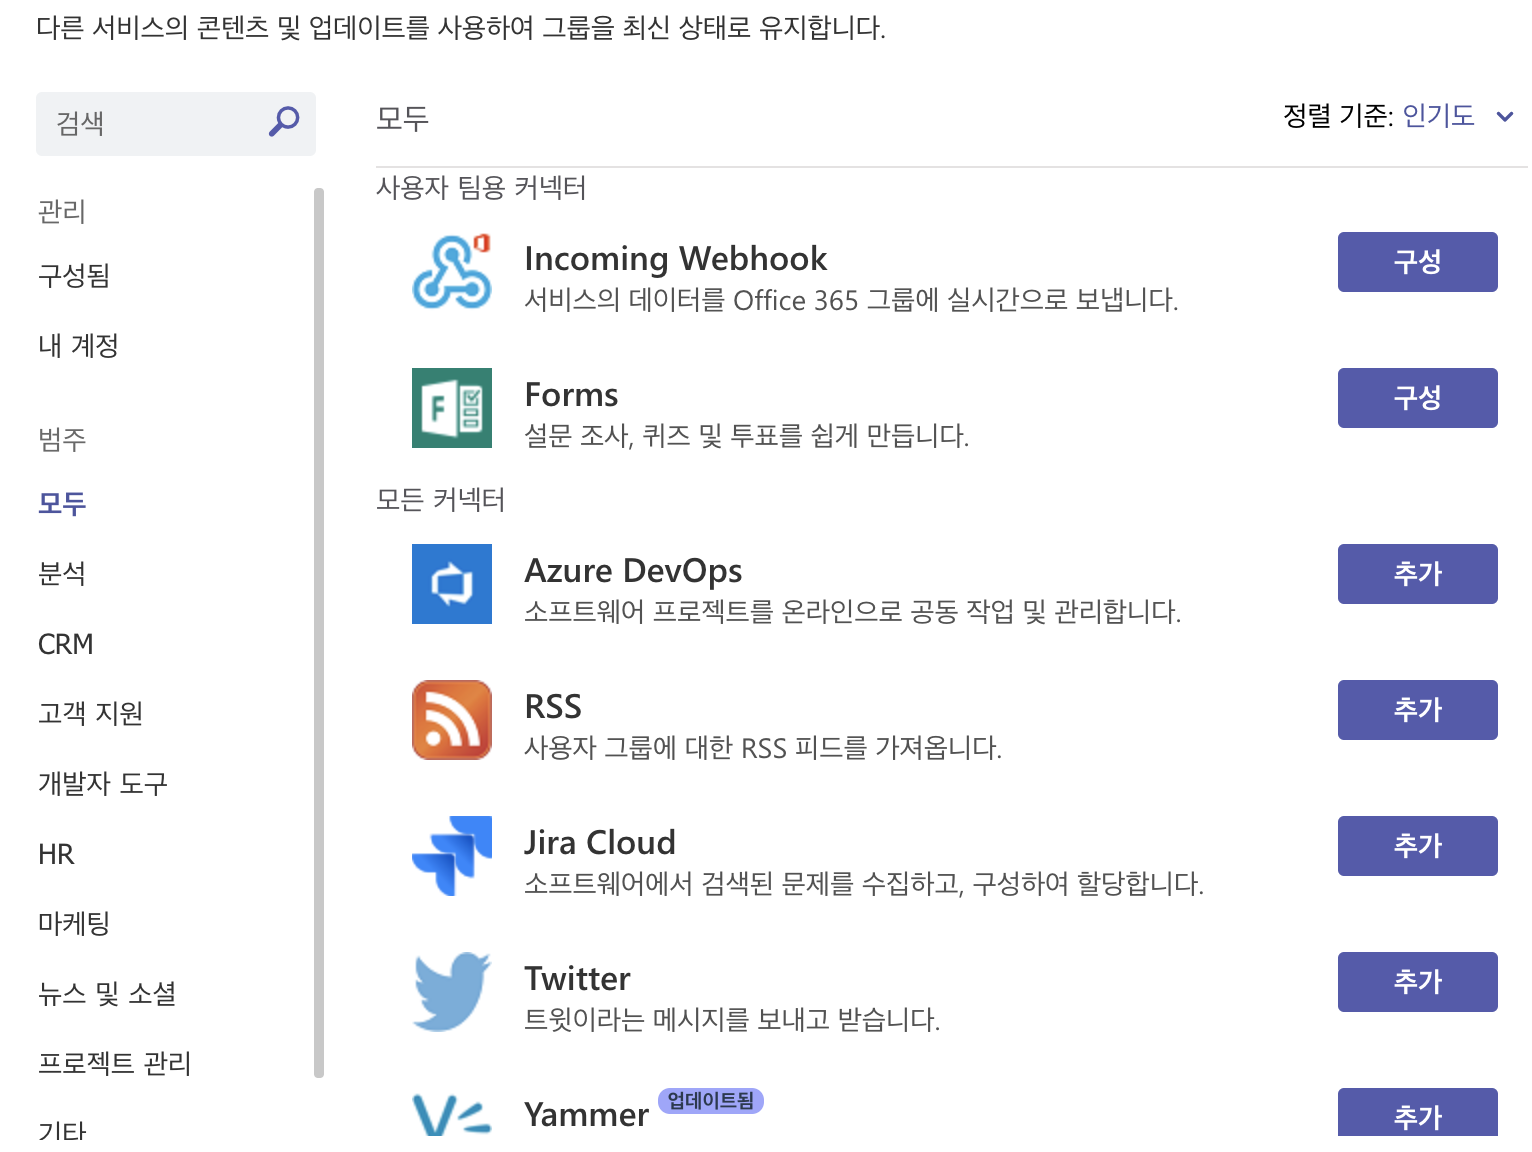 다른 서비스의 콘텐츠 및 업데이트를 사용하여 그룹을 최신 상태로 유지합니다.
검색
관리
구성됨
내 계정
범주
모두
분석
CRM
고객 지원
개발자 도구
HR
마케팅
뉴스 및 소셜
프로젝트 관리
기타
모두
정렬 기준: 인기도
사용자 팀용 커넥터
Incoming Webhook
서비스의 데이터를 Office 365 그룹에 실시간으로 보냅니다.
구성
Forms
설문 조사, 퀴즈 및 투표를 쉽게 만듭니다.
구성
모든 커넥터
Azure DevOps
소프트웨어 프로젝트를 온라인으로 공동 작업 및 관리합니다.
추가
RSS
사용자 그룹에 대한 RSS 피드를 가져옵니다.
추가
Jira Cloud
소프트웨어에서 검색된 문제를 수집하고, 구성하여 할당합니다.
추가
Twitter
트윗이라는 메시지를 보내고 받습니다.
추가
Yammer 업데이트됨
추가